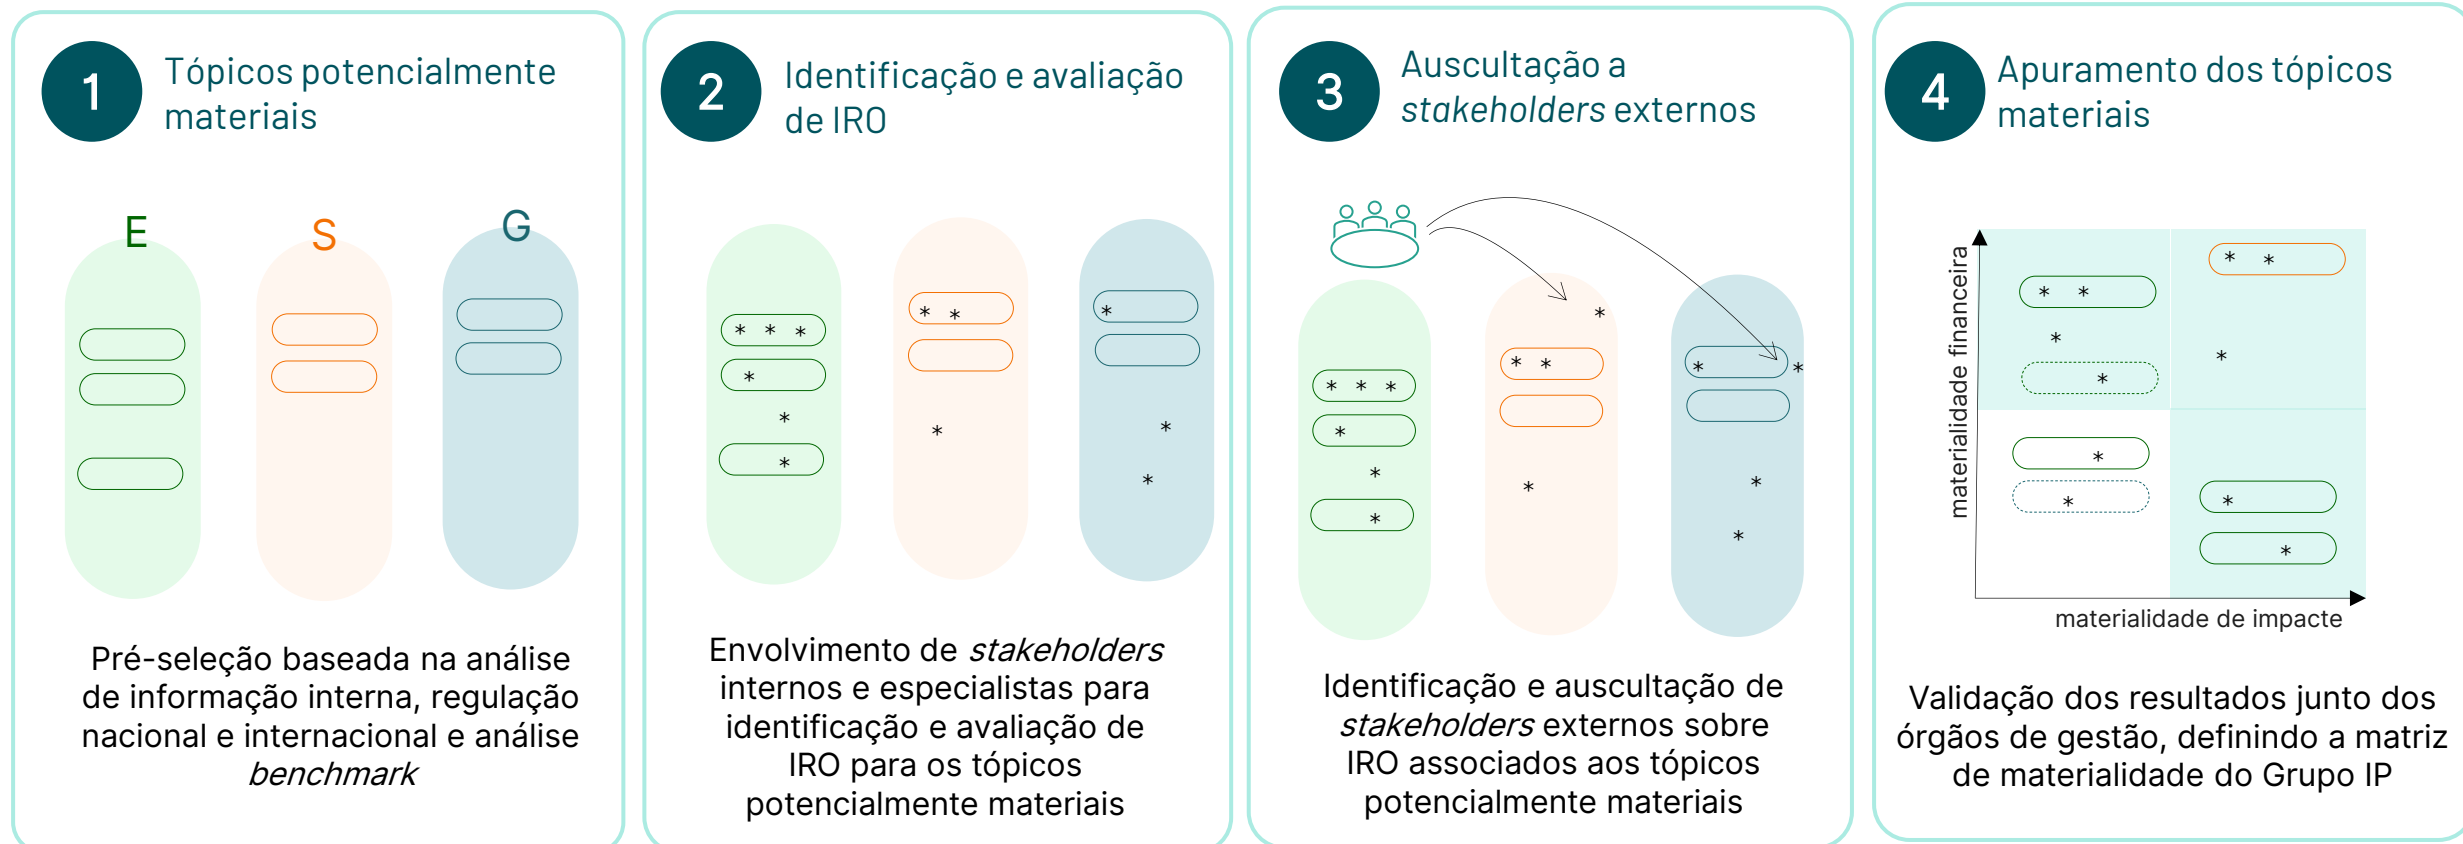 1
Tópicos potencialmente
materiais
E
S
G
Pré-seleção baseada na análise
de informação interna, regulação
nacional e internacional e análise
benchmark
2
Identificação e avaliação
de IRO
* * *
*
*
*
* *
*
*
*
*
Envolvimento de stakeholders
internos e especialistas para
identificação e avaliação de
IRO para os tópicos
potencialmente materiais
3
Auscultação a
stakeholders externos
* * *
*
*
*
*
* *
*
* *
*
*
Identificação e auscultação de
stakeholders externos sobre
IRO associados aos tópicos
potencialmente materiais
4
Apuramento dos tópicos
materiais
materialidade financeira
* *
* *
*
*
*
*
*
*
*
materialidade de impacte
Validação dos resultados junto dos
órgãos de gestão, definindo a matriz
de materialidade do Grupo IP